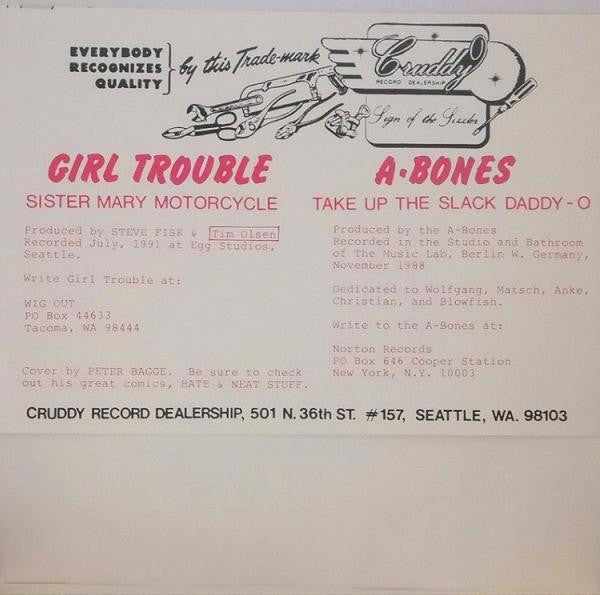 EVERYBODY
RECOGNIZES
QUALITY
by this Trade-mark
Cruddy
RECORD DEALERSHIP
Sign of the Sucker
GIRL TROUBLE
SISTER MARY MOTORCYCLE
Produced by STEVE FISK & Tim Olsen
Recorded July, 1991 at Egg Studios,
Seattle.
Write Girl Trouble at:
WIG OUT
PO Box 44633
Tacoma, WA 98444
Cover by PETER BAGGE. Be sure to check
out his great comics, HATE & NEAT STUFF.
A•BONES
TAKE UP THE SLACK DADDY-O
Produced by the A-Bones
Recorded in the Studio and Bathroom
of The Music Lab, Berlin W. Germany,
November 1988
Dedicated to Wolfgang, Matsch, Anke,
Christian, and Blowfish.
Write to the A-Bones at:
Norton Records
PO Box 646 Cooper Station
New York, N.Y. 10003
CRUDDY RECORD DEALERSHIP, 501 N. 36th ST. #157, SEATTLE, WA. 98103